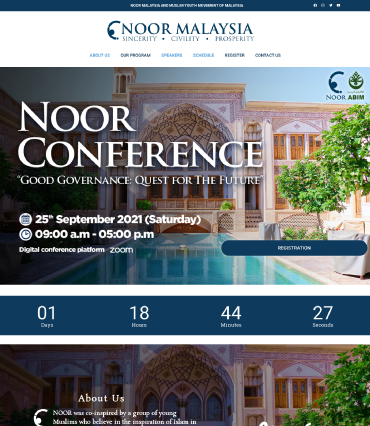 NOOR MALAYSIA AND MUSLIM YOUTH MOVEMENT OF MALAYSIA
NOOR MALAYSIA
SINCERITY • CIVILITY • PROSPERITY
ABOUT US OUR PROGRAM SPEAKERS SCHEDULE REGISTER CONTACT US
NOOR ABIM
NOOR
CONFERENCE
"GOOD GOVERNANCE: QUEST FOR THE FUTURE"
25th September 2021 (Saturday)
09:00 a.m - 05:00 p.m
Digital conference platform - zoom
REGISTRATION
01 18 44 27
Days Hours Minutes Seconds
About Us
NOOR was co-inspired by a group of young
Muslims who believe in the inspiration of Islam in